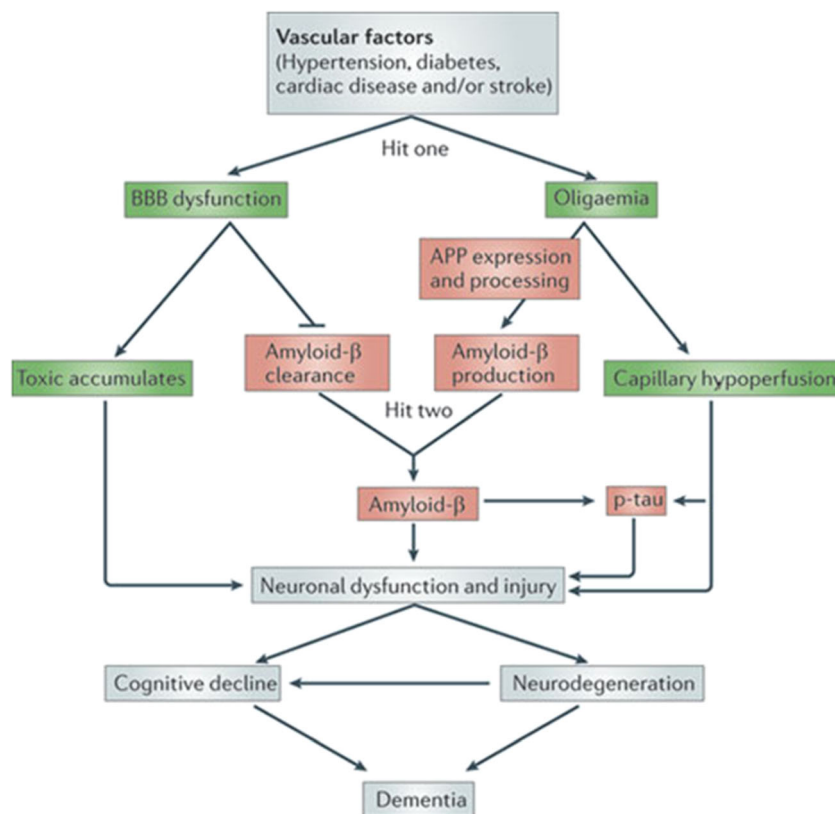 Vascular factors
(Hypertension, diabetes,
cardiac disease and/or stroke)
Hit one
BBB dysfunction
Oligaemia
APP expression
and processing
Toxic accumulates
Amyloid-β
clearance
Amyloid-β
production
Capillary hypoperfusion
Hit two
Amyloid-β
p-tau
Neuronal dysfunction and injury
Cognitive decline
Neurodegeneration
Dementia